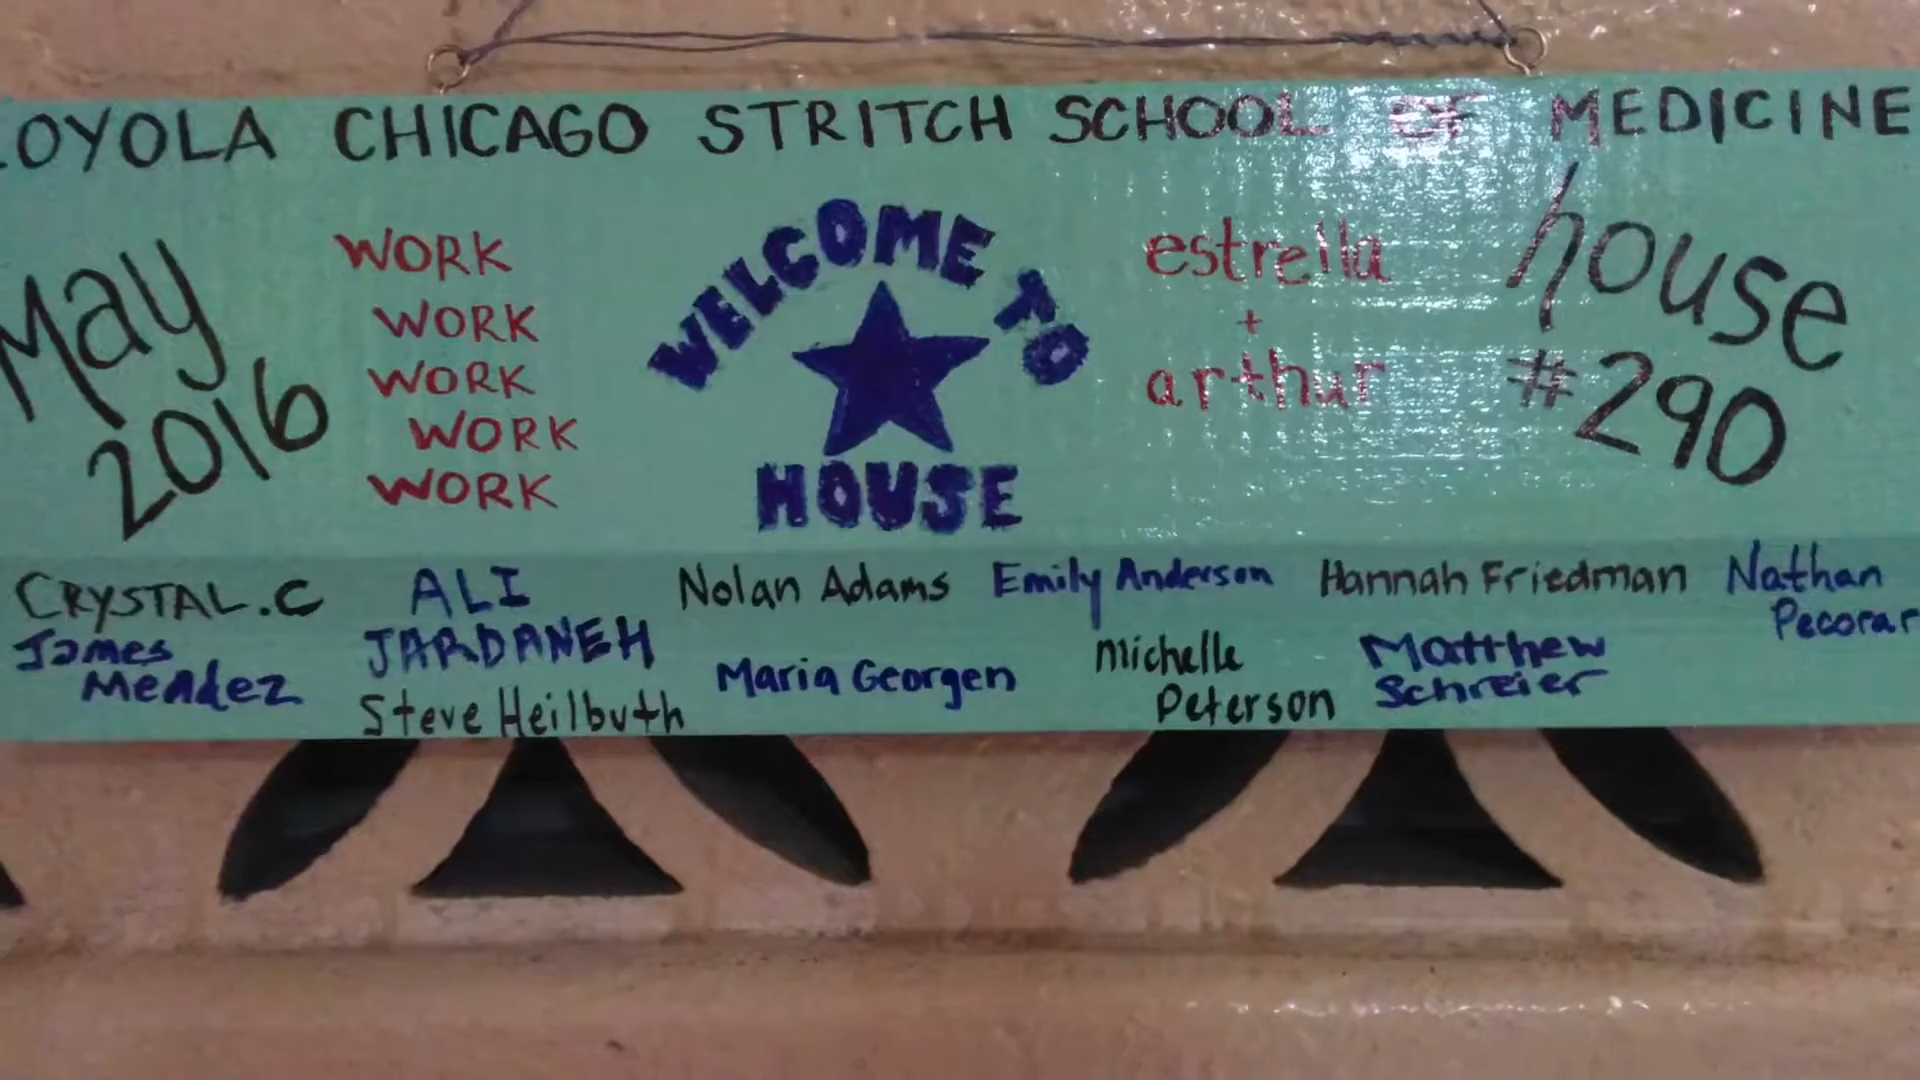 LOYOLA CHICAGO STRITCH SCHOOL OF MEDICINE
May
2016
WORK
WORK
WORK
WORK
WORK
WELCOME TO
HOUSE
estrella
+
arthur
house
#290
CRYSTAL.C
James
Mendez
ALI
JARDANEH
Steve Heilbuth
Nolan Adams
Maria Georgen
Emily Anderson
Michelle
Peterson
Hannah Friedman
Matthew
Schreier
Nathan
Pecorar